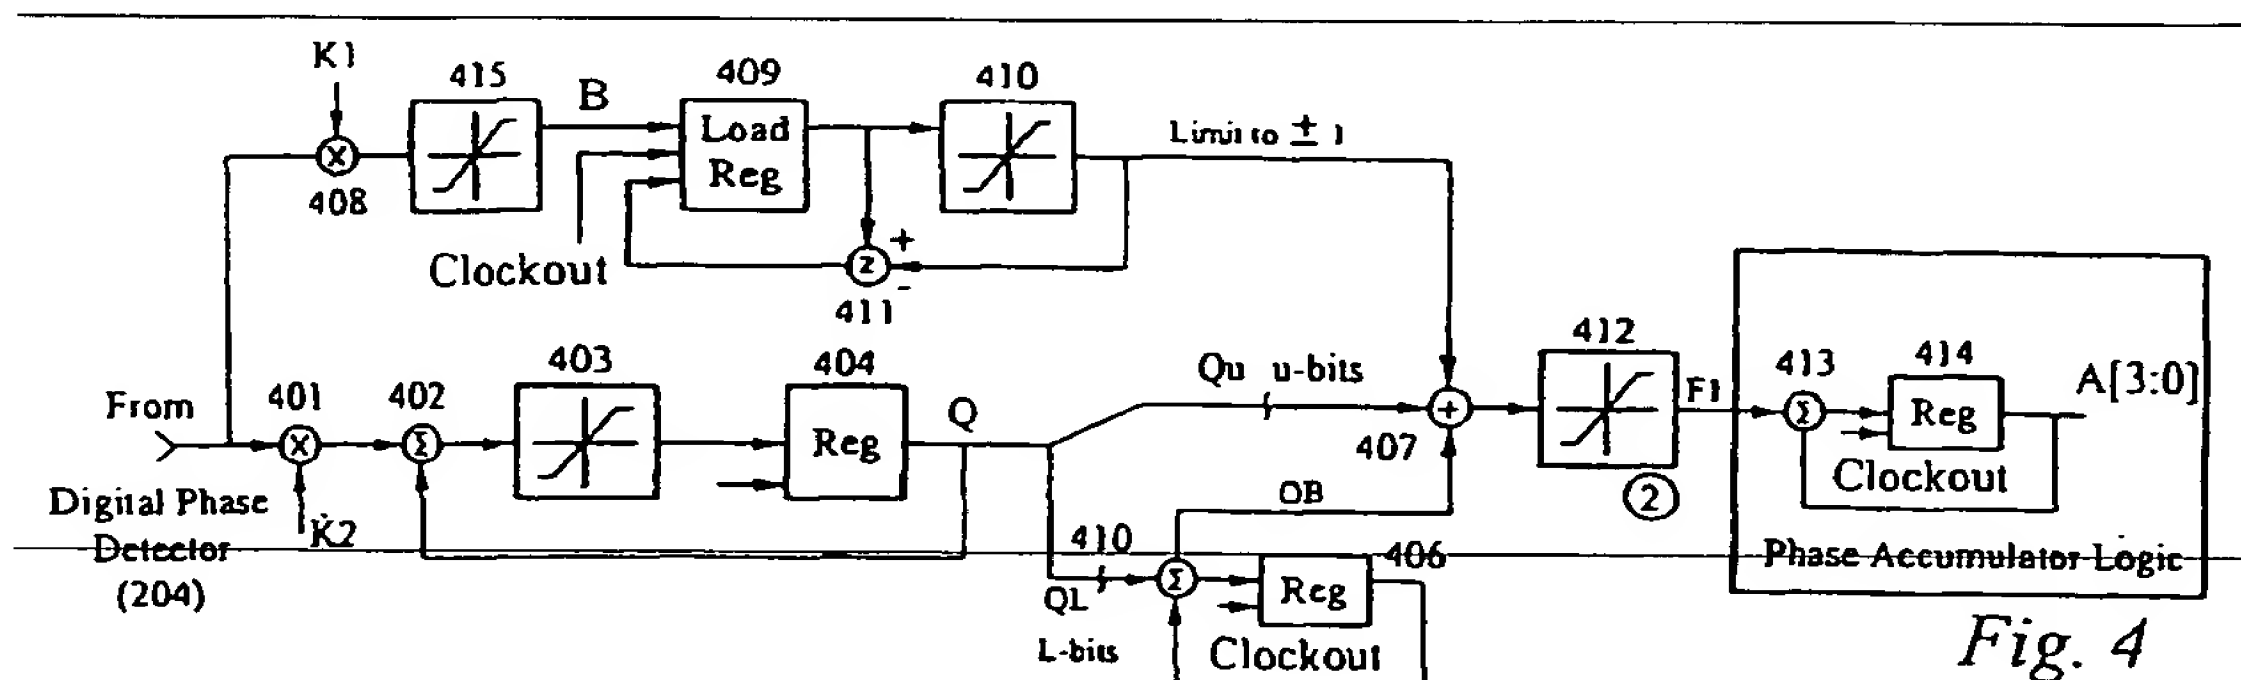 K1
415
B
409
410
Load
Reg
Limit to ± 1
X
408
Clockout
+
Z
-
411
412
403
404
Qu u-bits
F1
413
414
A[3:0]
From
401
402
Q
+
Σ
Reg
X
Σ
Reg
407
Clockout
Digital Phase
Detector
(204)
K2
OB
2
410
406
Phase Accumulator Logic
Σ
Reg
QL
L-bits
Clockout
Fig. 4